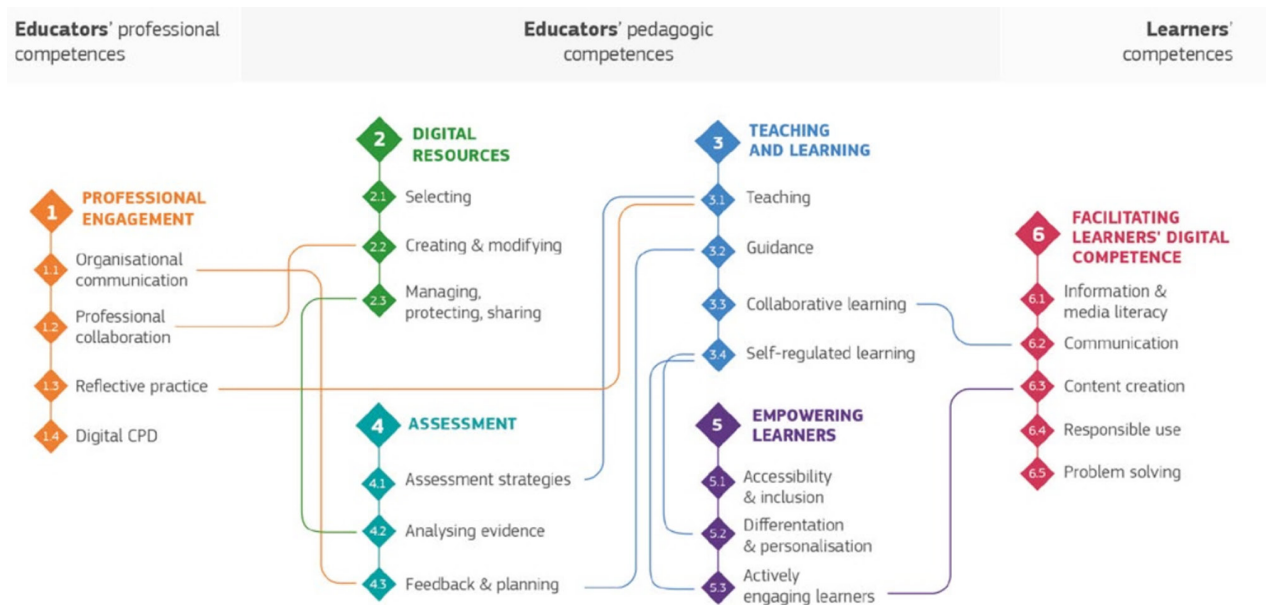 Educators' professional
competences
Educators' pedagogic
competences
Learners'
competences
1
PROFESSIONAL
ENGAGEMENT
1.1
Organisational
communication
1.2
Professional
collaboration
1.3
Reflective practice
1.4
Digital CPD
2
DIGITAL
RESOURCES
2.1
Selecting
2.2
Creating & modifying
2.3
Managing,
protecting, sharing
3
TEACHING
AND LEARNING
3.1
Teaching
3.2
Guidance
3.3
Collaborative learning
3.4
Self-regulated learning
4
ASSESSMENT
4.1
Assessment strategies
4.2
Analysing evidence
4.3
Feedback & planning
5
EMPOWERING
LEARNERS
5.1
Accessibility
& inclusion
5.2
Differentation
& personalisation
5.3
Actively
engaging learners
6
FACILITATING
LEARNERS' DIGITAL
COMPETENCE
6.1
Information &
media literacy
6.2
Communication
6.3
Content creation
6.4
Responsible use
6.5
Problem solving